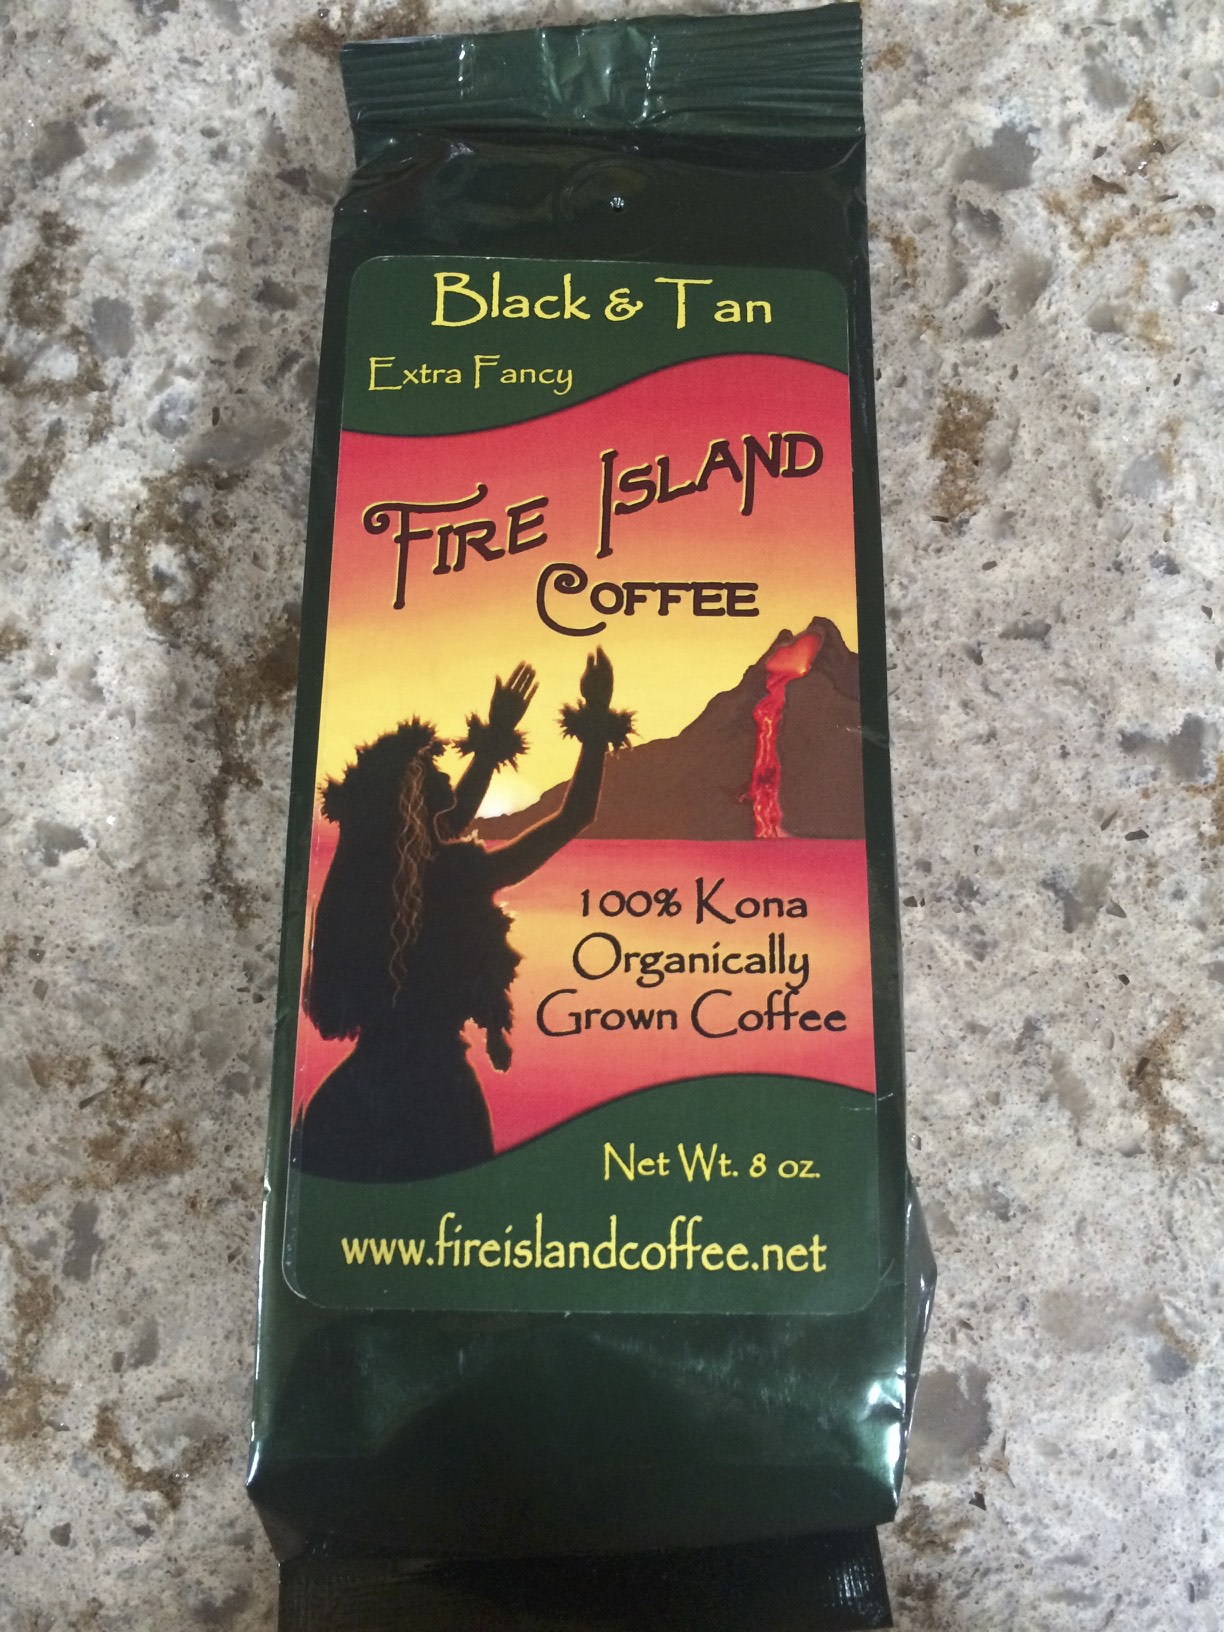 Black & Tan
Extra Fancy
FIRE ISLAND
COFFEE
100% Kona
Organically
Grown Coffee
Net Wt. 8 oz.
www.fireislandcoffee.net